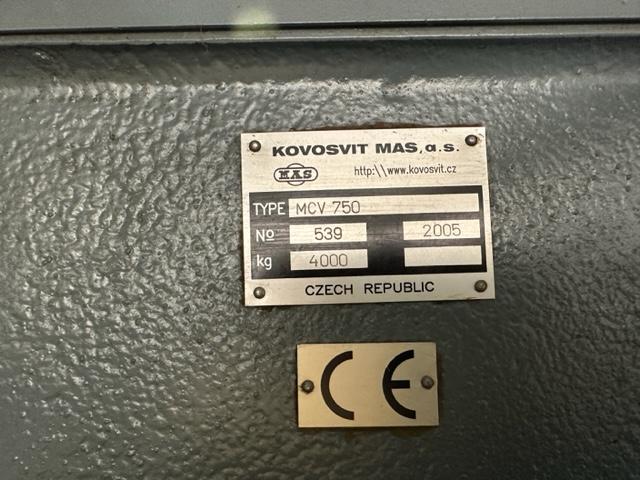 KOVOSVIT MAS, a.s.
MAS http:\\www.kovosvit.cz
TYPE MCV 750
No 539 2005
kg 4000
CZECH REPUBLIC
CE